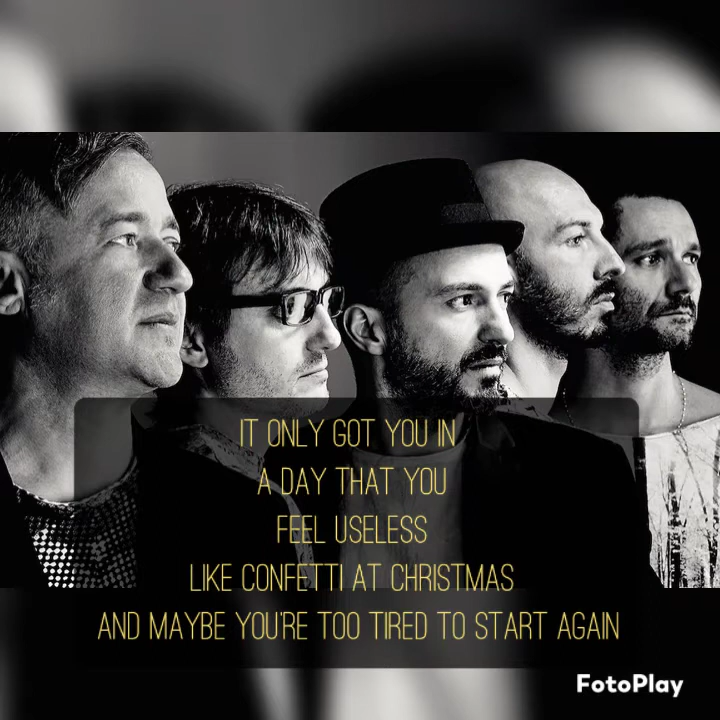 IT ONLY GOT YOU IN
A DAY THAT YOU
FEEL USELESS
LIKE CONFETTI AT CHRISTMAS
AND MAYBE YOU'RE TOO TIRED TO START AGAIN
FotoPlay